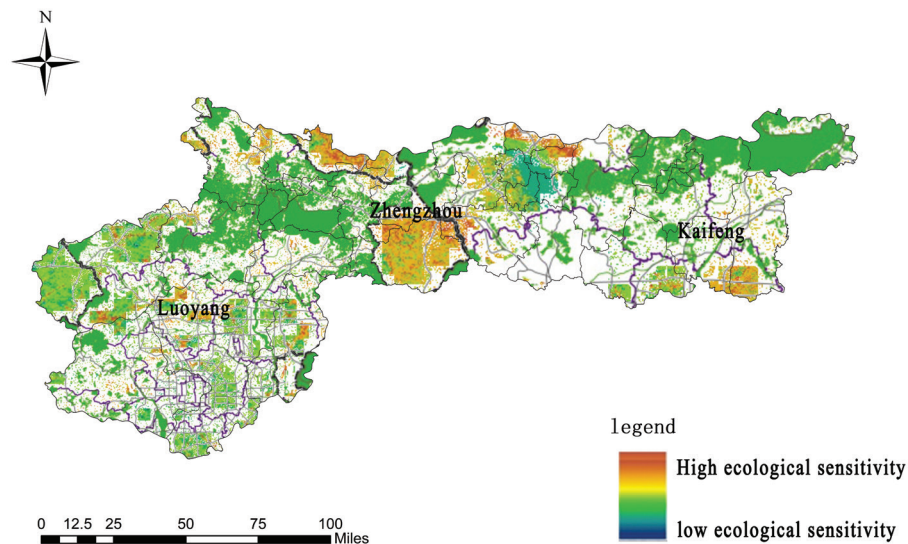 N
Zhengzhou
Kaifeng
Luoyang
legend
High ecological sensitivity
low ecological sensitivity
0 12.5 25 50 75 100
Miles